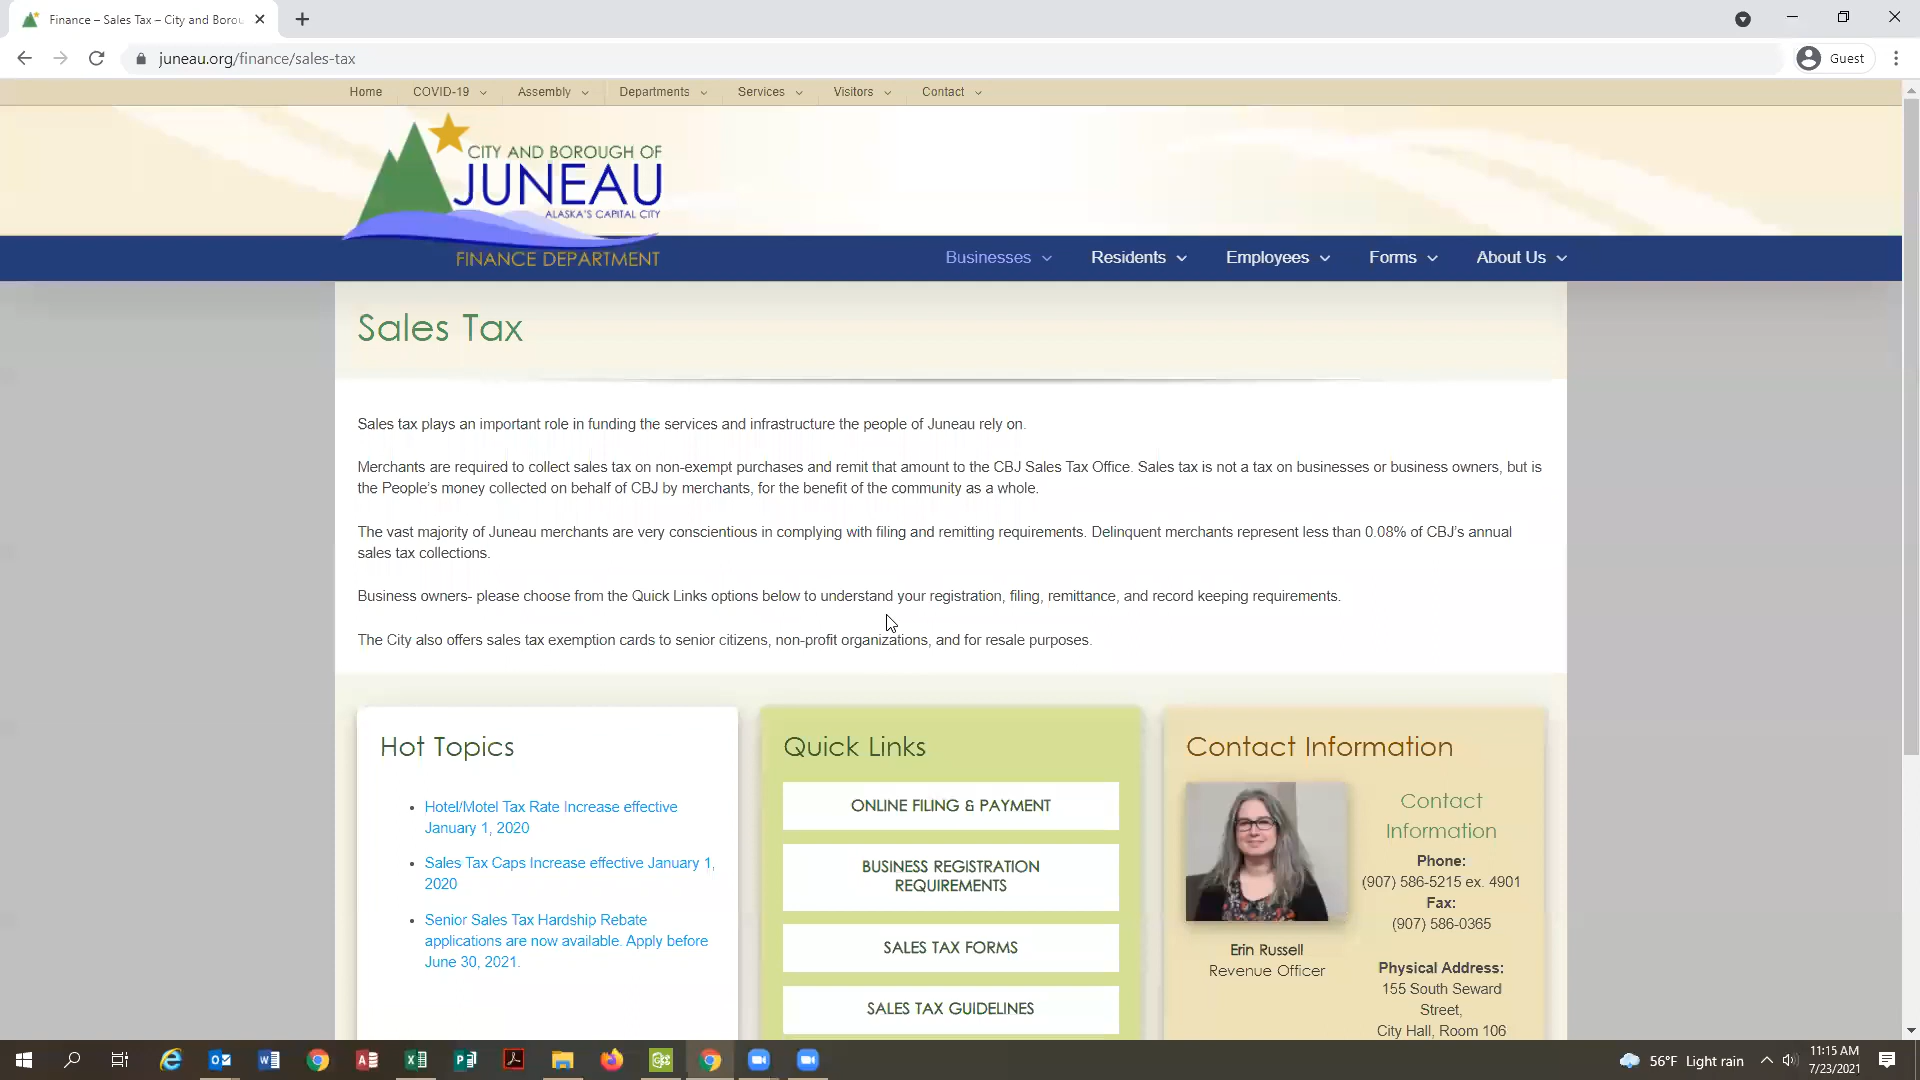 Finance – Sales Tax – City and Borou
juneau.org/finance/sales-tax
Guest
Home COVID-19 Assembly Departments Services Visitors Contact
CITY AND BOROUGH OF
JUNEAU
ALASKA'S CAPITAL CITY
FINANCE DEPARTMENT
Businesses Residents Employees Forms About Us
Sales Tax
Sales tax plays an important role in funding the services and infrastructure the people of Juneau rely on.
Merchants are required to collect sales tax on non-exempt purchases and remit that amount to the CBJ Sales Tax Office. Sales tax is not a tax on businesses or business owners, but is
the People's money collected on behalf of CBJ by merchants, for the benefit of the community as a whole.
The vast majority of Juneau merchants are very conscientious in complying with filing and remitting requirements. Delinquent merchants represent less than 0.08% of CBJ's annual
sales tax collections.
Business owners- please choose from the Quick Links options below to understand your registration, filing, remittance, and record keeping requirements.
The City also offers sales tax exemption cards to senior citizens, non-profit organizations, and for resale purposes.
Hot Topics
• Hotel/Motel Tax Rate Increase effective
January 1, 2020
• Sales Tax Caps Increase effective January 1,
2020
• Senior Sales Tax Hardship Rebate
applications are now available. Apply before
June 30, 2021.
Quick Links
ONLINE FILING & PAYMENT
BUSINESS REGISTRATION
REQUIREMENTS
SALES TAX FORMS
SALES TAX GUIDELINES
Contact Information
Erin Russell
Revenue Officer
Contact
Information
Phone:
(907) 586-5215 ex. 4901
Fax:
(907) 586-0365
Physical Address:
155 South Seward
Street,
City Hall, Room 106
56°F Light rain
11:15 AM
7/23/2021